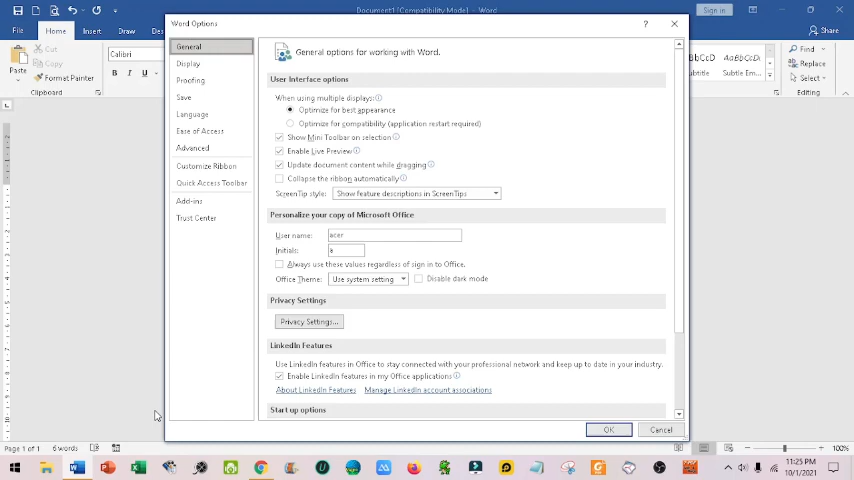 Document1 [Compatibility Mode] - Word
Sign in
Word Options
?
File
Home
Insert
Draw
Share
Cut
Copy
Format Painter
Paste
Clipboard
Calibri
B I U
General
Display
Proofing
Save
Language
Ease of Access
Advanced
Customize Ribbon
Quick Access Toolbar
Add-ins
Trust Center
General options for working with Word.
User Interface options
When using multiple displays:
Optimize for best appearance
Optimize for compatibility (application restart required)
Show Mini Toolbar on selection
Enable Live Preview
Update document content while dragging
Collapse the ribbon automatically
ScreenTip style:
Show feature descriptions in ScreenTips
Personalize your copy of Microsoft Office
User name:
acer
Initials:
a
Always use these values regardless of sign in to Office.
Office Theme:
Use system setting
Disable dark mode
Privacy Settings
Privacy Settings...
LinkedIn Features
Use LinkedIn features in Office to stay connected with your professional network and keep up to date in your industry.
Enable LinkedIn features in my Office applications
About LinkedIn Features
Manage LinkedIn account associations
Start up options
OK
Cancel
AaBbCcD
Subtle Em...
Find
Replace
Select
Editing
Page 1 of 1
6 words
100%
11:25 PM
10/1/2021